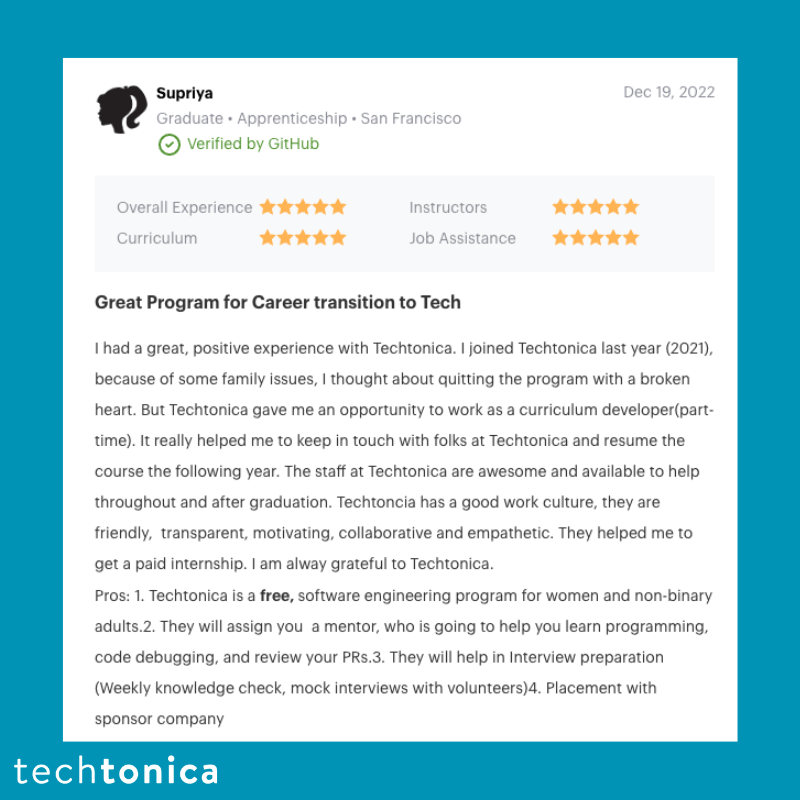 Supriya
Dec 19, 2022
Graduate • Apprenticeship • San Francisco
Verified by GitHub
Overall Experience
Instructors
Curriculum
Job Assistance
Great Program for Career transition to Tech
I had a great, positive experience with Techtonica. I joined Techtonica last year (2021),
because of some family issues, I thought about quitting the program with a broken
heart. But Techtonica gave me an opportunity to work as a curriculum developer(part-
time). It really helped me to keep in touch with folks at Techtonica and resume the
course the following year. The staff at Techtonica are awesome and available to help
throughout and after graduation. Techtoncia has a good work culture, they are
friendly,  transparent, motivating, collaborative and empathetic. They helped me to
get a paid internship. I am alway grateful to Techtonica.
Pros: 1. Techtonica is a free, software engineering program for women and non-binary
adults.2. They will assign you  a mentor, who is going to help you learn programming,
code debugging, and review your PRs.3. They will help in Interview preparation
(Weekly knowledge check, mock interviews with volunteers)4. Placement with
sponsor company
techtonica